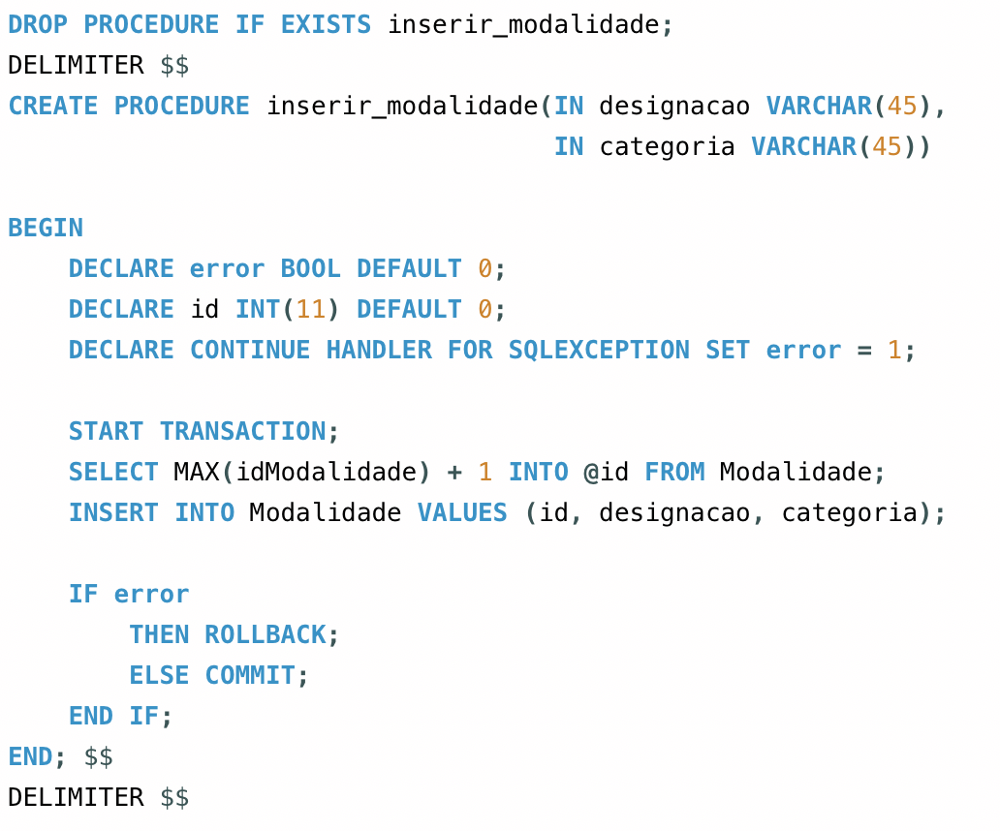 DROP PROCEDURE IF EXISTS inserir_modalidade;
DELIMITER $$
CREATE PROCEDURE inserir_modalidade(IN designacao VARCHAR(45),
                                    IN categoria VARCHAR(45))

BEGIN
    DECLARE error BOOL DEFAULT 0;
    DECLARE id INT(11) DEFAULT 0;
    DECLARE CONTINUE HANDLER FOR SQLEXCEPTION SET error = 1;

    START TRANSACTION;
    SELECT MAX(idModalidade) + 1 INTO @id FROM Modalidade;
    INSERT INTO Modalidade VALUES (id, designacao, categoria);

    IF error
        THEN ROLLBACK;
        ELSE COMMIT;
    END IF;
END; $$
DELIMITER $$